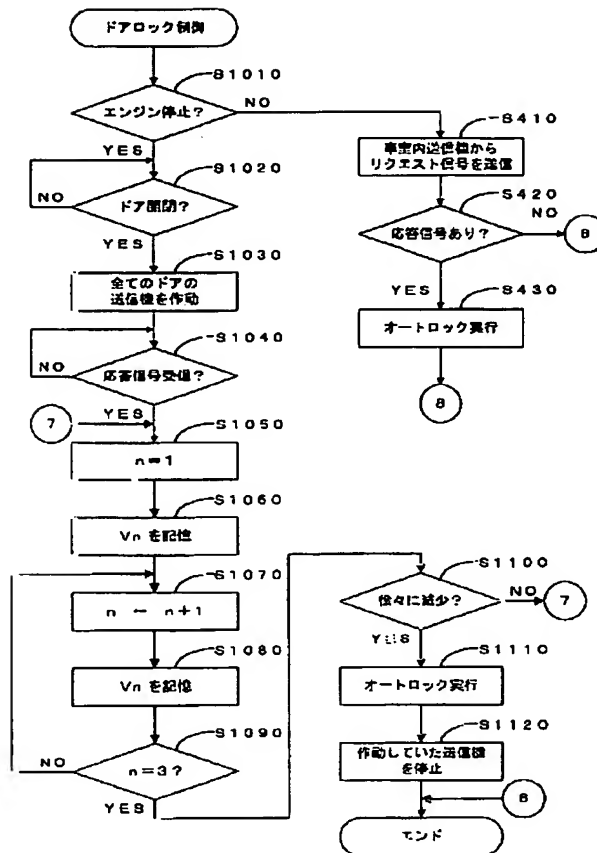 ドアロック制御
S1010
エンジン停止?
NO
YES
S1020
NO
ドア開閉?
YES
S1030
全てのドアの
送信機を作動
S1040
NO
応答信号受信?
7
YES
S1050
n=1
S1060
Vnを記憶
S1070
n - n+1
S1080
Vnを記憶
S1090
NO
n=3?
YES
S410
車室内送信機から
リクエスト信号を送信
S420
NO
応答信号あり?
8
YES
S430
オートロック実行
8
S1100
徐々に減少?
NO
7
YES
S1110
オートロック実行
S1120
作動していた送信機
を停止
エンド